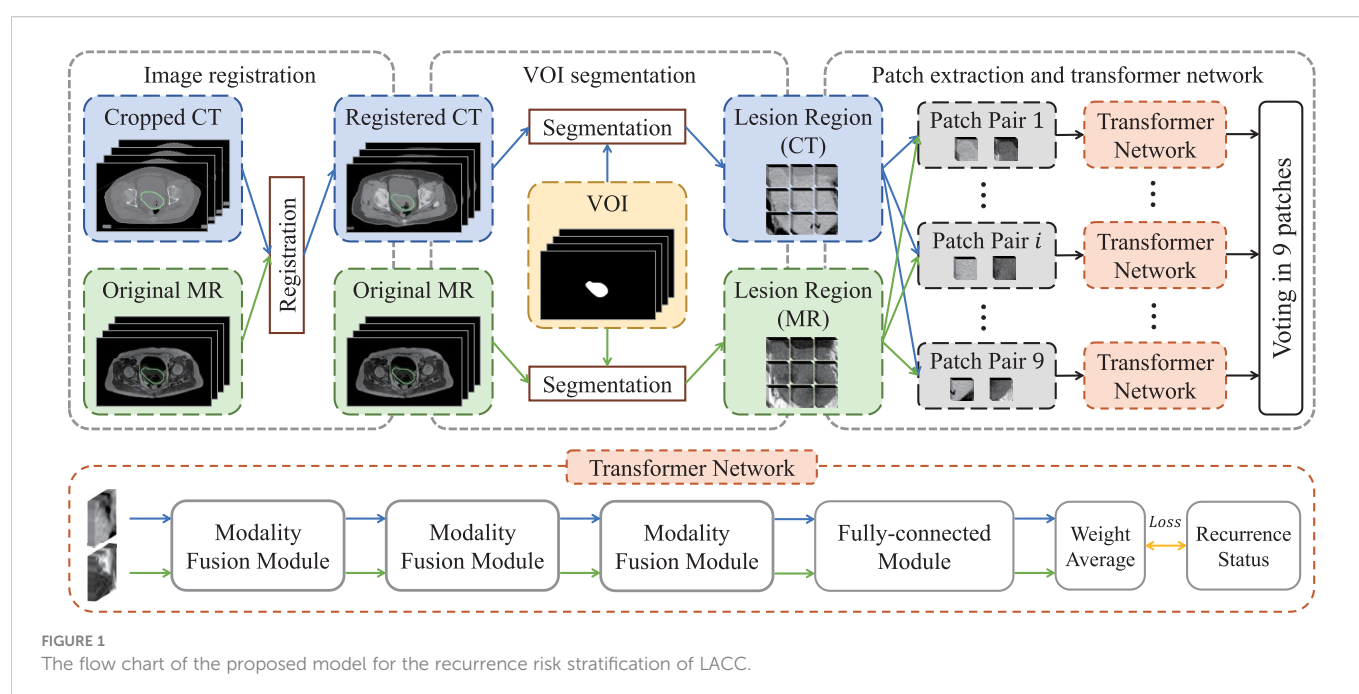 Image registration
VOI segmentation
Patch extraction and transformer network
Cropped CT
Registered CT
Segmentation
Lesion Region
(CT)
Patch Pair 1
Transformer
Network
Registration
VOI
Patch Pair i
Transformer
Network
Voting in 9 patches
Original MR
Original MR
Segmentation
Lesion Region
(MR)
Patch Pair 9
Transformer
Network
Transformer Network
Modality
Fusion Module
Modality
Fusion Module
Modality
Fusion Module
Fully-connected
Module
Weight
Average
Loss
Recurrence
Status
FIGURE 1
The flow chart of the proposed model for the recurrence risk stratification of LACC.